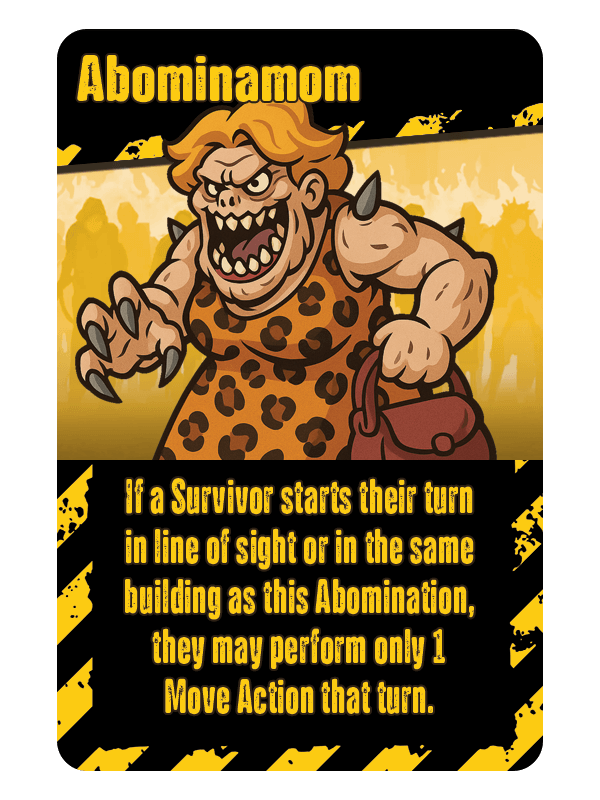 Abominamom
If a Survivor starts their turn
in line of sight or in the same
building as this Abomination,
they may perform only 1
Move Action that turn.